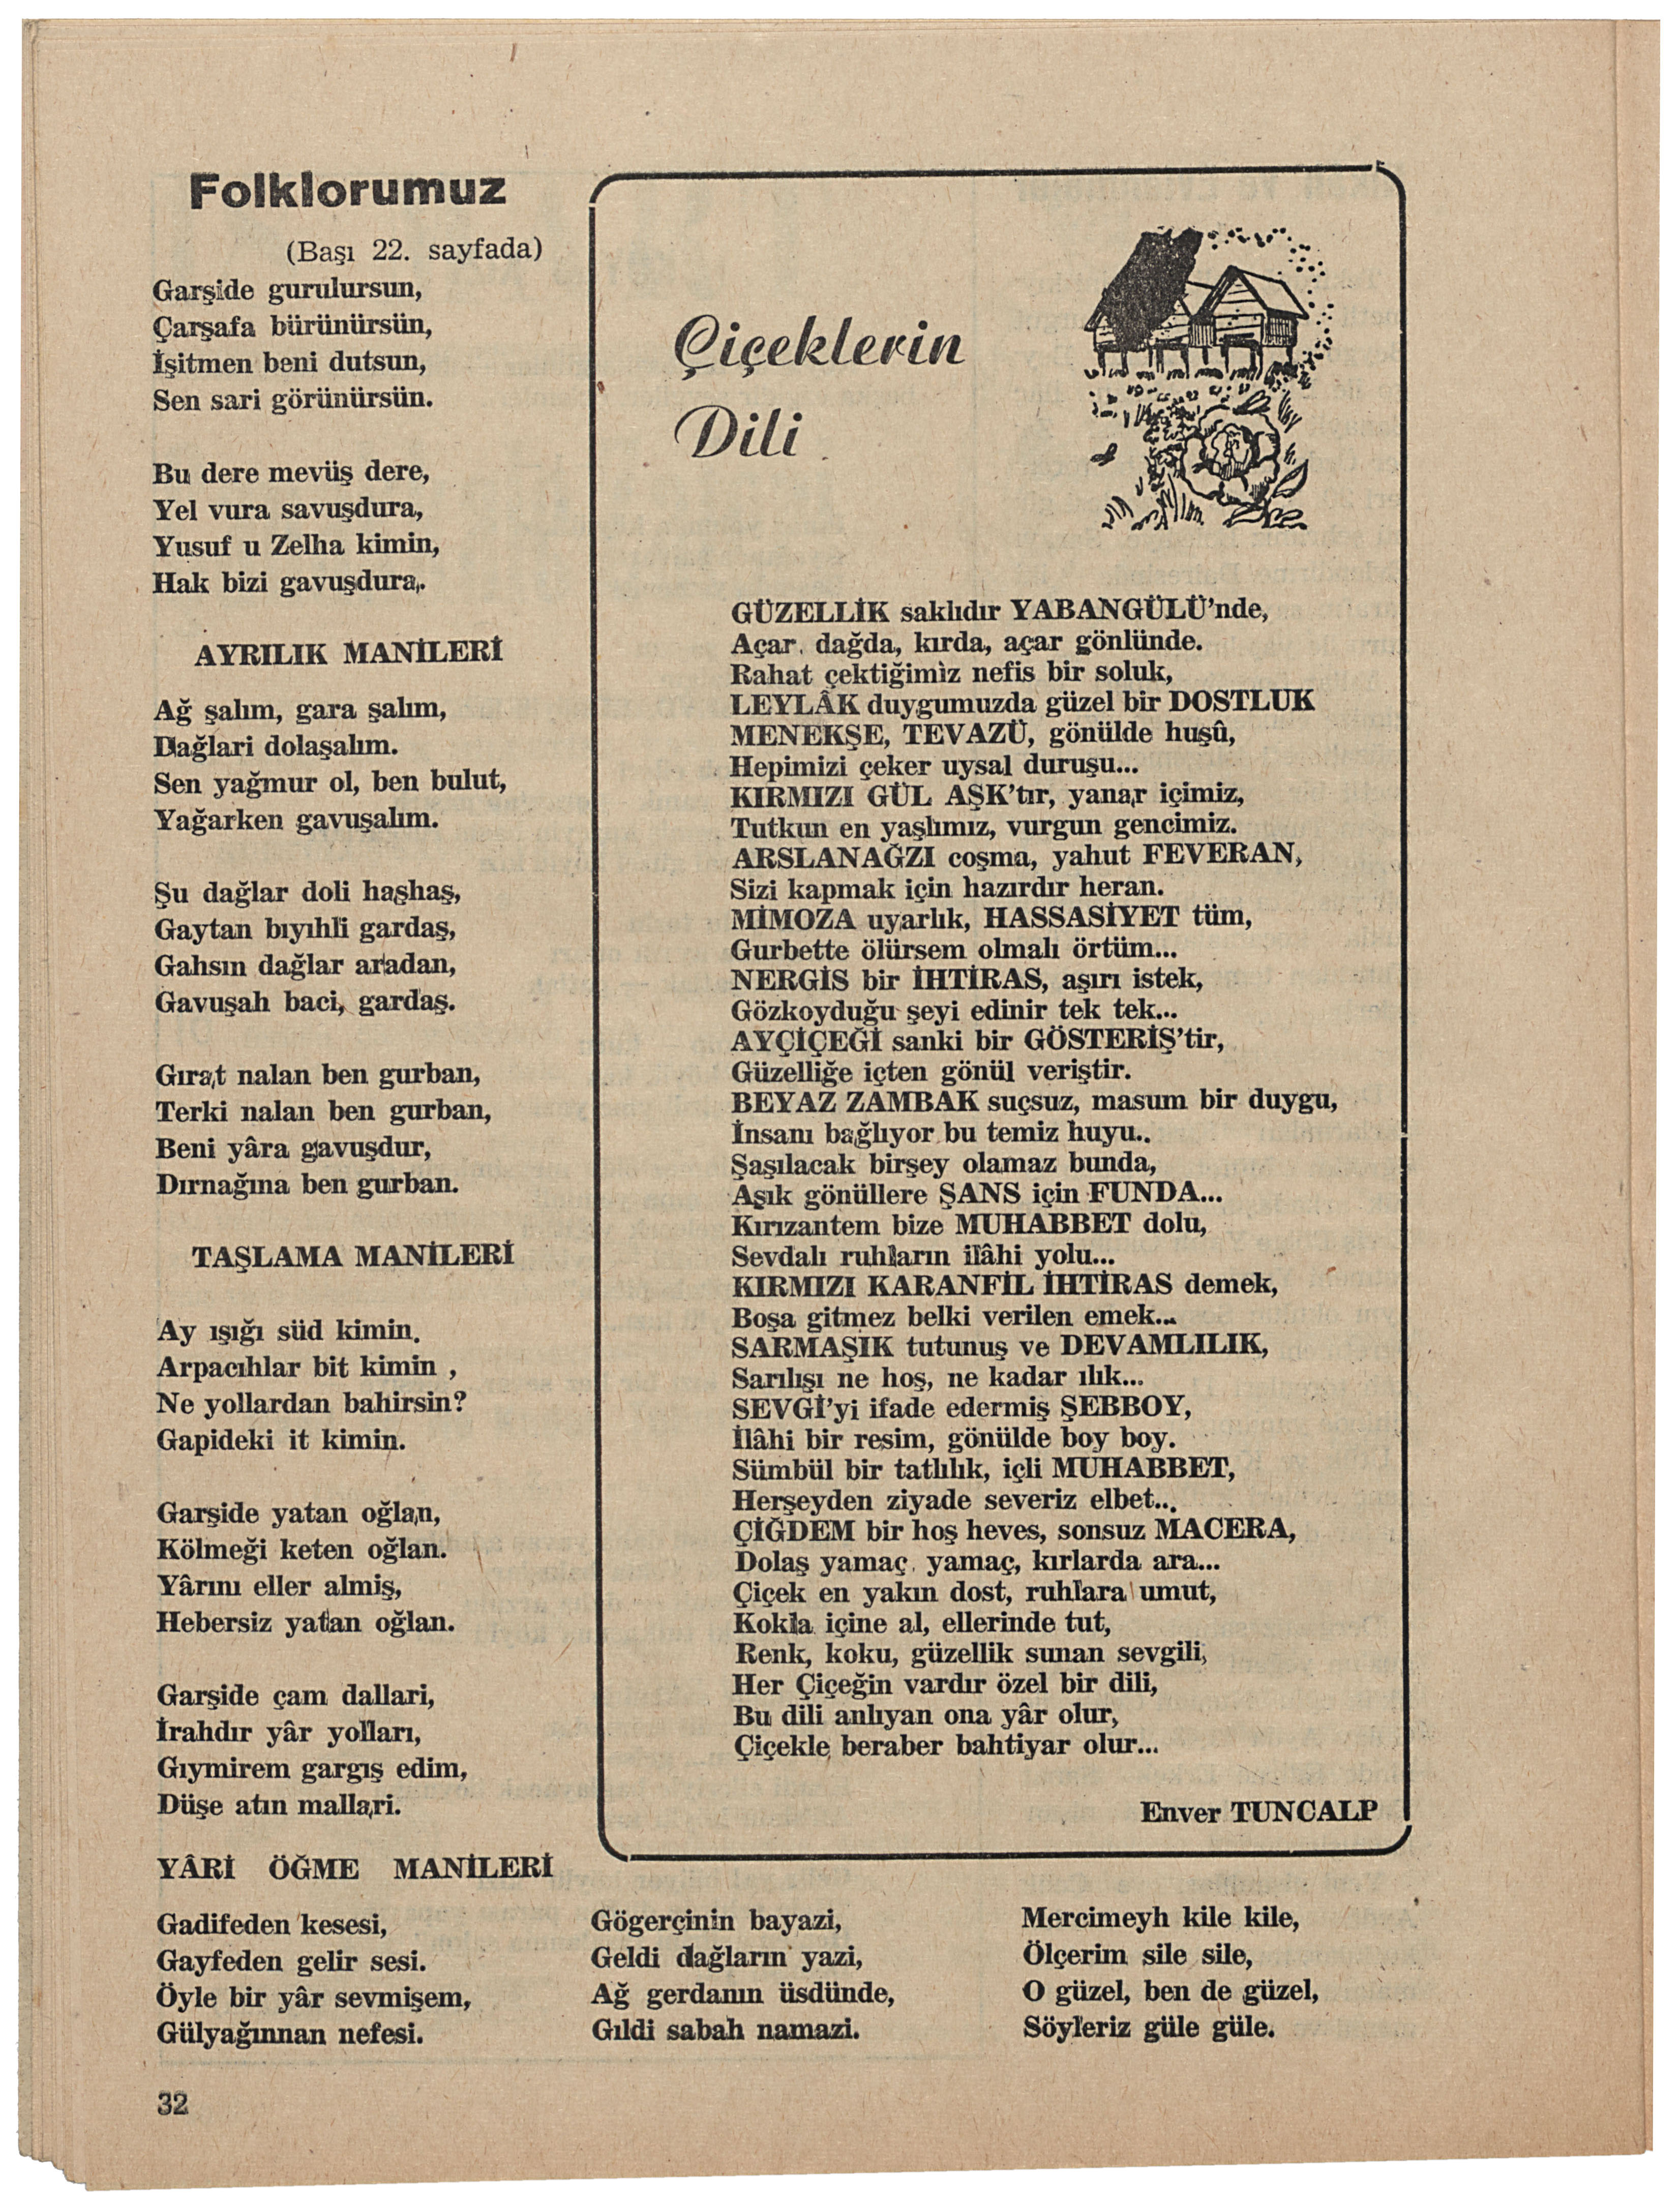 Folklorumuz
(Başı 22. sayfada)
Garşide gurulursun,
Çarşafa bürünürsün,
İşitmen beni dutsun,
Sen sari görünürsün.
Bu dere mevüş dere,
Yel vura savuşdura,
Yusuf u Zelha kimin,
Hak bizi gavuşdura.
AYRILIK MANİLERİ
Ağ şalım, gara şalım,
Dağlari dolaşalım.
Sen yağmur ol, ben bulut,
Yağarken gavuşalım.
Şu dağlar doli haşhaş,
Gaytan bıyıhli gardaş,
Gahsın dağlar aradan,
Gavuşah baci, gardaş.
Gırat nalan ben gurban,
Terki nalan ben gurban,
Beni yâra gavuşdur,
Dırnağına ben gurban.
TAŞLAMA MANİLERİ
Ay ışığı süd kimin.
Arpacıhlar bit kimin ,
Ne yollardan bahirsin?
Gapideki it kimin.
Garşide yatan oğlan,
Kölmeği keten oğlan.
Yârını eller almiş,
Hebersiz yatan oğlan.
Garşide çam dallari,
İrahdır yâr yolları,
Gıymirem gargış edim,
Düşe atın mallari.
YÂRİ ÖĞME MANİLERİ
Gadifeden kesesi,
Gayfeden gelir sesi.
Öyle bir yâr sevmişem,
Gülyağınnan nefesi.
Gögerçinin bayazi,
Geldi dağların yazi,
Ağ gerdanın üsdünde,
Gıldi sabah namazi.
Mercimeyh kile kile,
Ölçerim sile sile,
O güzel, ben de güzel,
Söyleriz güle güle.
Çiçeklerin
Dili
GÜZELLİK saklıdır YABANGÜLÜ'nde,
Açar. dağda, kırda, açar gönlünde.
Rahat çektiğimiz nefis bir soluk,
LEYLÂK duygumuzda güzel bir DOSTLUK
MENEKŞE, TEVAZÜ, gönülde huşû,
Hepimizi çeker uysal duruşu...
KIRMIZI GÜL AŞK'tır, yanar içimiz,
Tutkun en yaşlımız, vurgun gencimiz.
ARSLANAĞZI coşma, yahut FEVERAN,
Sizi kapmak için hazırdır heran.
MİMOZA uyarlık, HASSASİYET tüm,
Gurbette ölürsem olmalı örtüm...
NERGİS bir İHTİRAS, aşırı istek,
Gözkoyduğu şeyi edinir tek tek...
AYÇİÇEĞİ sanki bir GÖSTERİŞ'tir,
Güzelliğe içten gönül veriştir.
BEYAZ ZAMBAK suçsuz, masum bir duygu,
İnsanı bağlıyor bu temiz huyu..
Şaşılacak birşey olamaz bunda,
Aşık gönüllere ŞANS için FUNDA...
Kırızantem bize MUHABBET dolu,
Sevdalı ruhların ilâhi yolu...
KIRMIZI KARANFİL İHTİRAS demek,
Boşa gitmez belki verilen emek...
SARMAŞIK tutunuş ve DEVAMLILIK,
Sarılışı ne hoş, ne kadar ılık...
SEVGİ'yi ifade edermiş ŞEBBOY,
İlâhi bir resim, gönülde boy boy.
Sümbül bir tatlılık, içli MUHABBET,
Herşeyden ziyade severiz elbet...
ÇİĞDEM bir hoş heves, sonsuz MACERA,
Dolaş yamaç. yamaç, kırlarda ara...
Çiçek en yakın dost, ruhlara umut,
Kokla içine al, ellerinde tut,
Renk, koku, güzellik sunan sevgili,
Her Çiçeğin vardır özel bir dili,
Bu dili anlıyan ona yâr olur,
Çiçekle beraber bahtiyar olur...
Enver TUNCALP
32